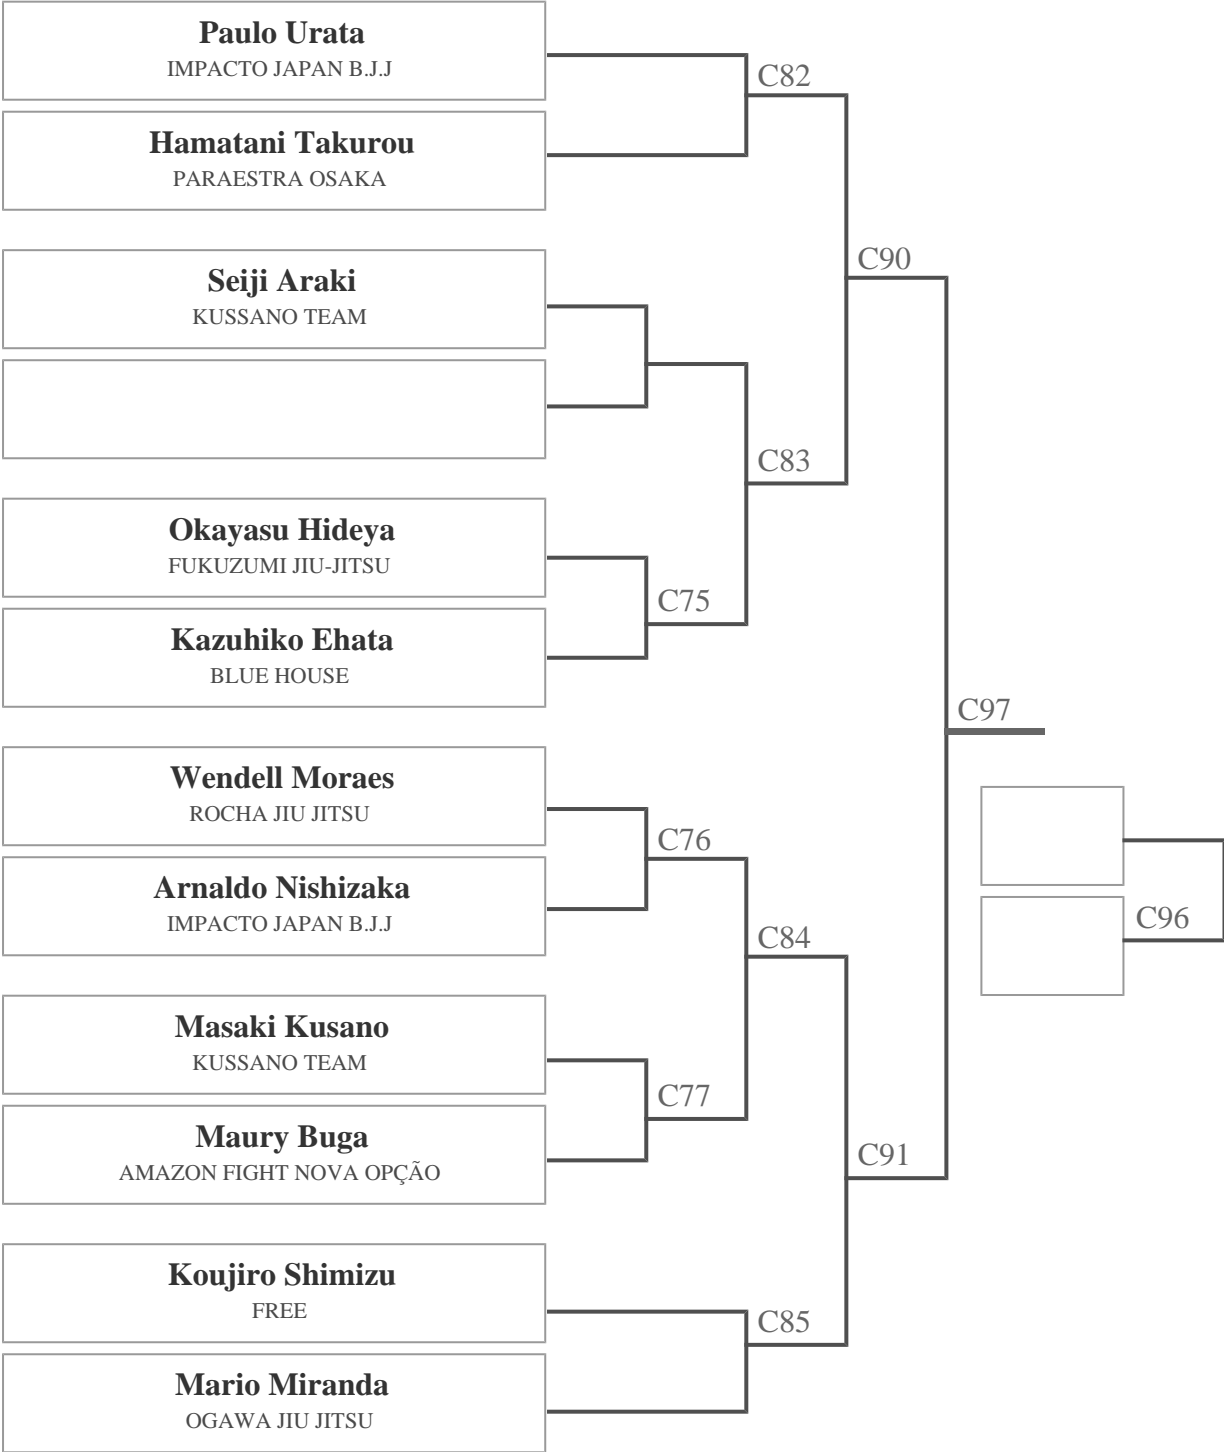 Paulo Urata
IMPACTO JAPAN B.J.J
C82
Hamatani Takurou
PARAESTRA OSAKA
C90
Seiji Araki
KUSSANO TEAM
C83
Okayasu Hideya
FUKUZUMI JIU-JITSU
C75
Kazuhiko Ehata
BLUE HOUSE
C97
Wendell Moraes
ROCHA JIU JITSU
C76
Arnaldo Nishizaka
IMPACTO JAPAN B.J.J
C96
C84
Masaki Kusano
KUSSANO TEAM
C77
Maury Buga
AMAZON FIGHT NOVA OPÇÃO
C91
Koujiro Shimizu
FREE
C85
Mario Miranda
OGAWA JIU JITSU